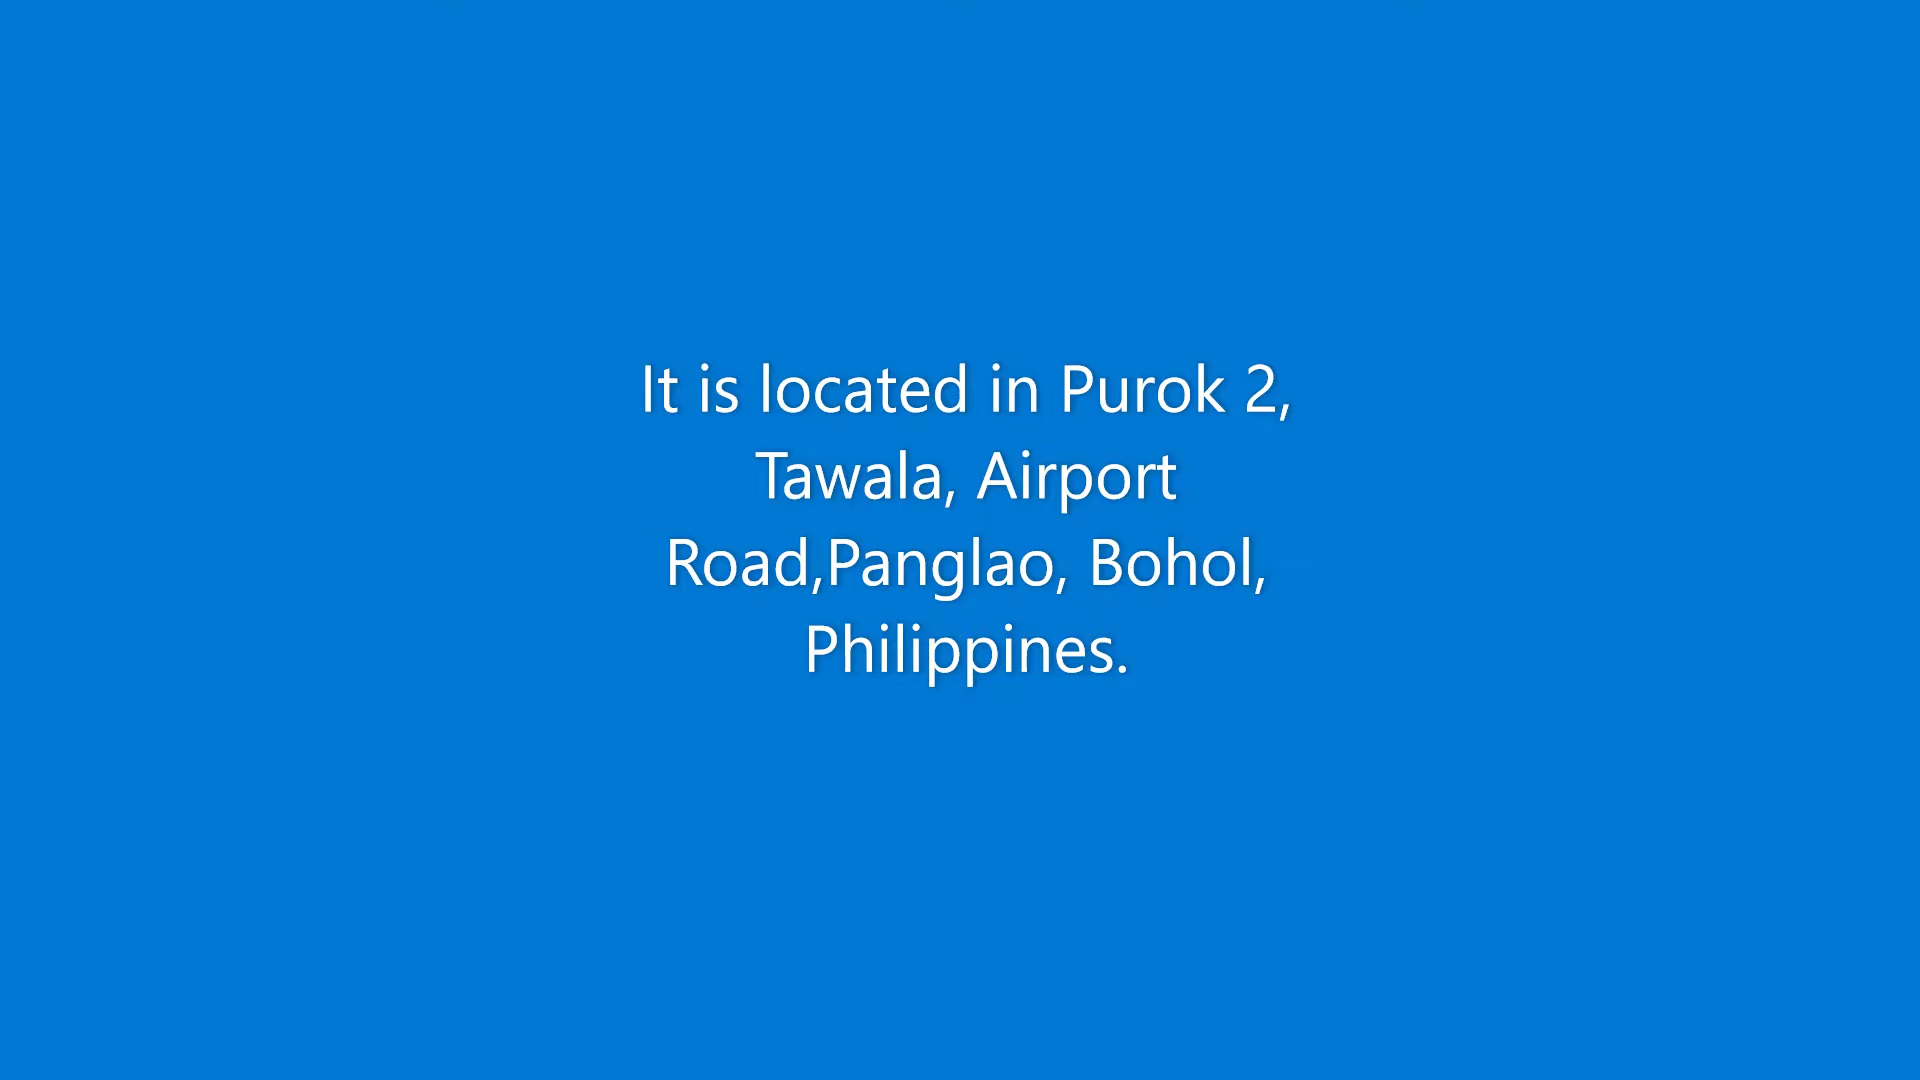 It is located in Purok 2,
Tawala, Airport
Road,Panglao, Bohol,
Philippines.